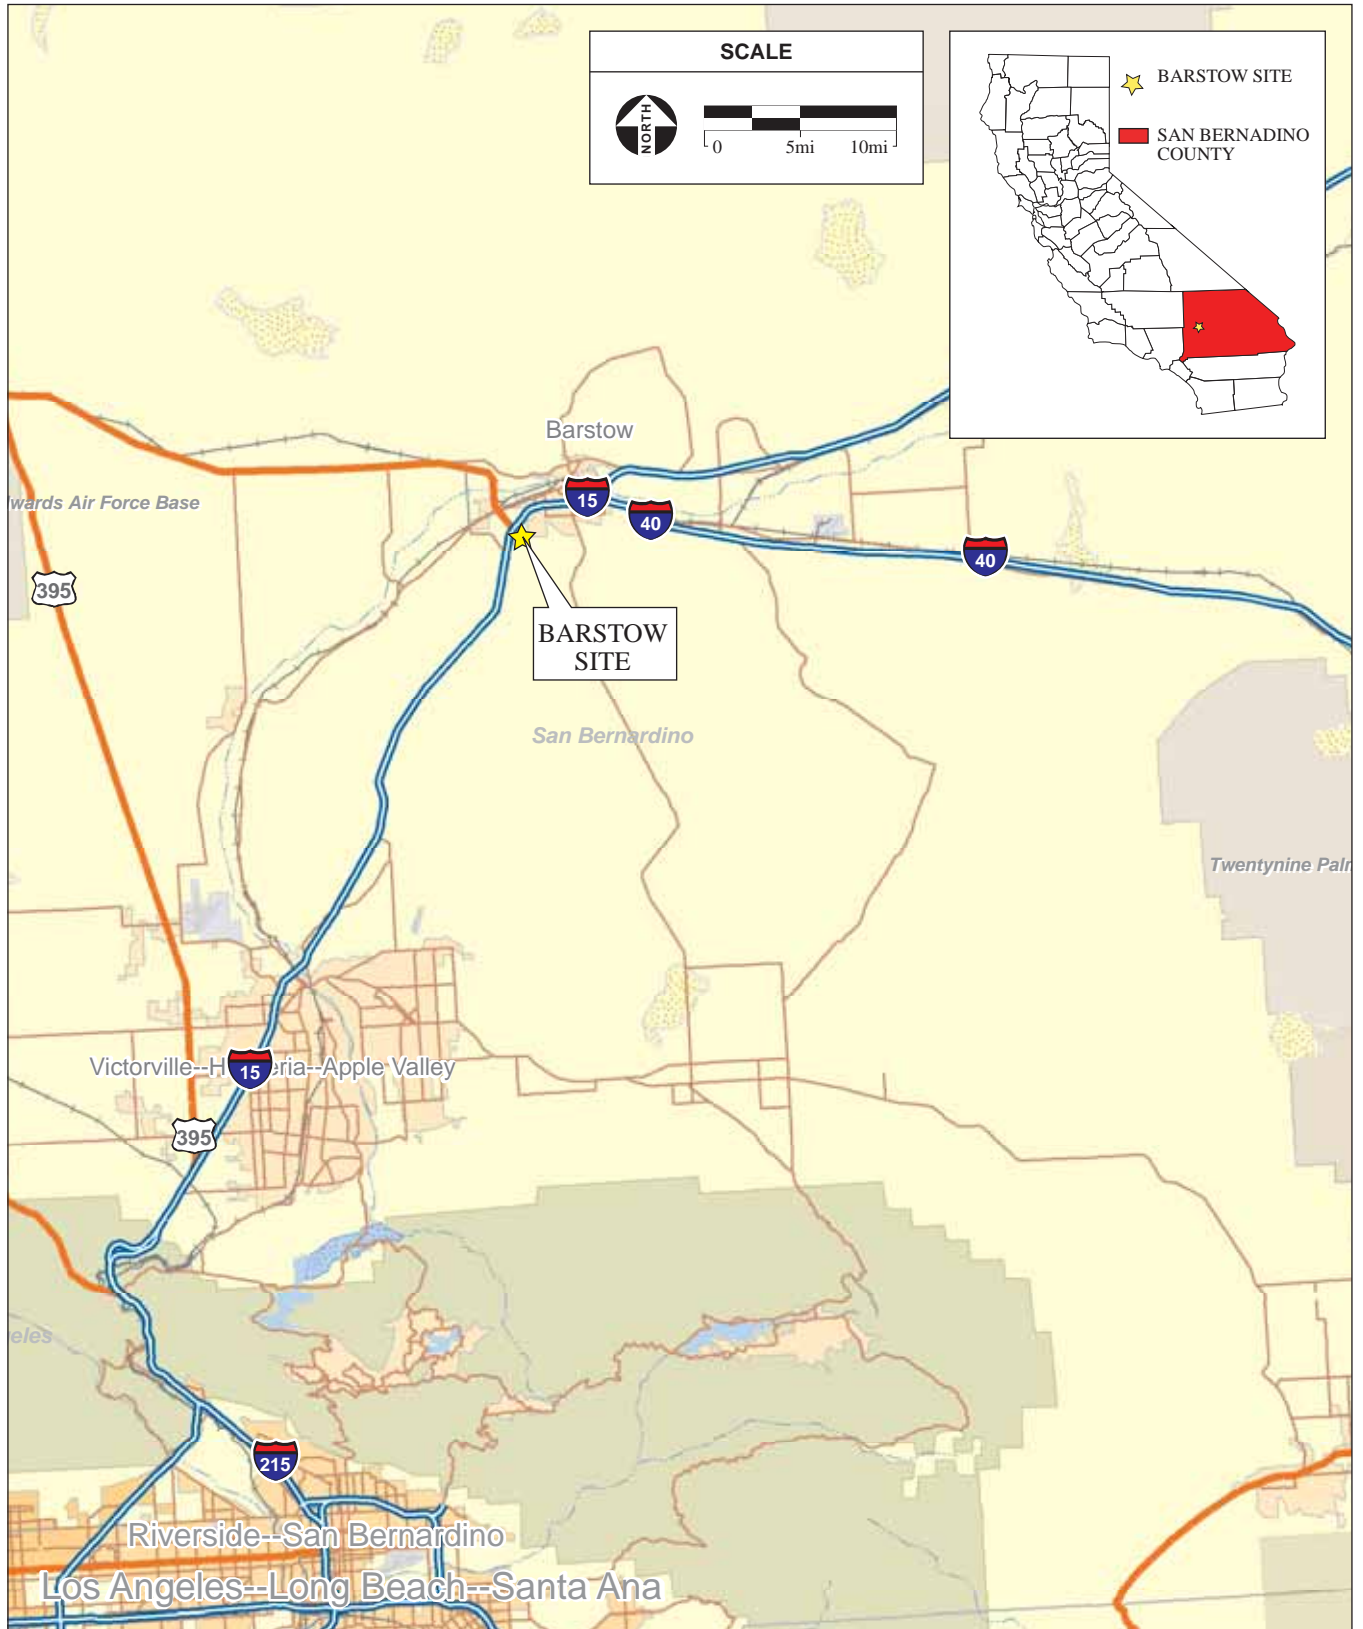 SCALE
NORTH
0 5mi 10mi
BARSTOW SITE
SAN BERNADINO
COUNTY
Barstow
15
40
40
wards Air Force Base
395
BARSTOW
SITE
San Bernardino
Twentynine Palm
Victorville--H eria--Apple Valley
15
395
eles
215
Riverside--San Bernardino
Los Angeles--Long Beach--Santa Ana